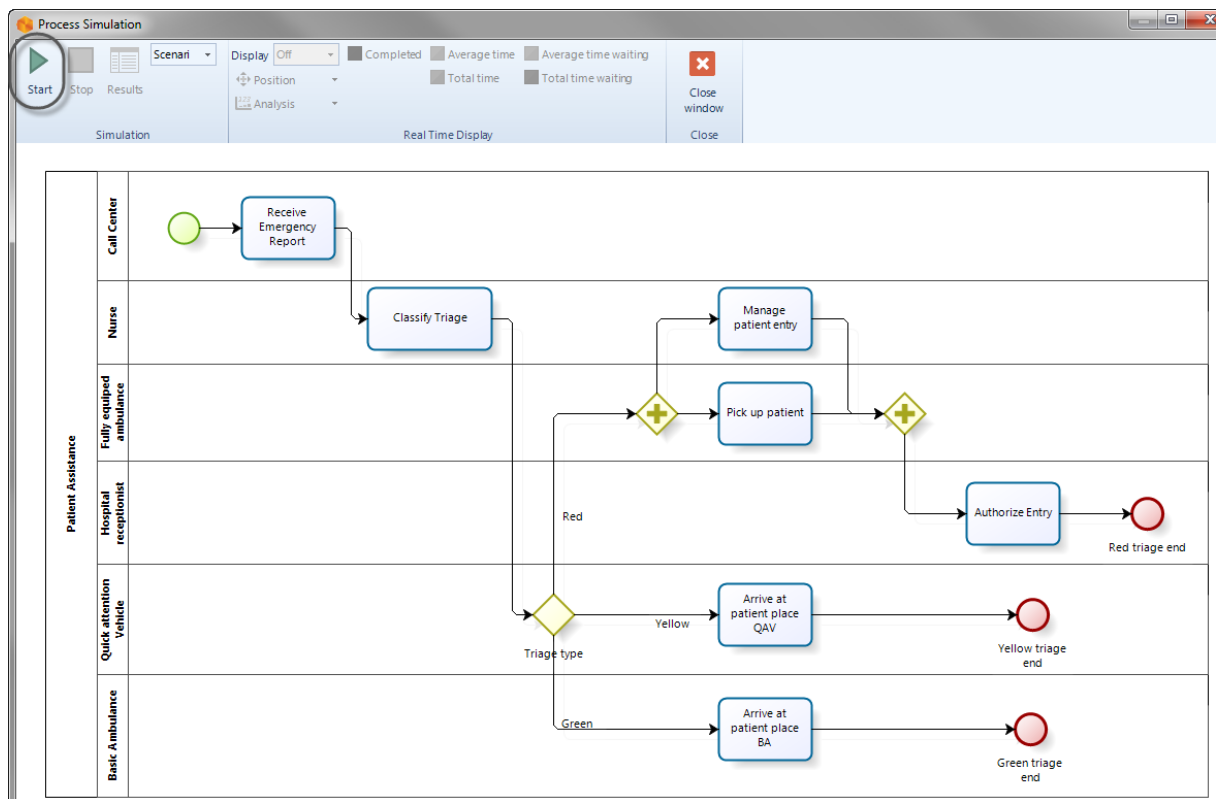 Process Simulation
Start
Stop
Results
Scenari
Simulation
Display Off
Position
Analysis
Completed
Average time
Average time waiting
Total time
Total time waiting
Real Time Display
Close
window
Close
Patient Assistance
Call Center
Receive
Emergency
Report
Nurse
Classify Triage
Manage
patient entry
Fully equiped
ambulance
Pick up patient
Hospital
receptionist
Red
Authorize Entry
Red triage end
Quick attention
Vehicle
Triage type
Yellow
Arrive at
patient place
QAV
Yellow triage
end
Basic Ambulance
Green
Arrive at
patient place
BA
Green triage
end